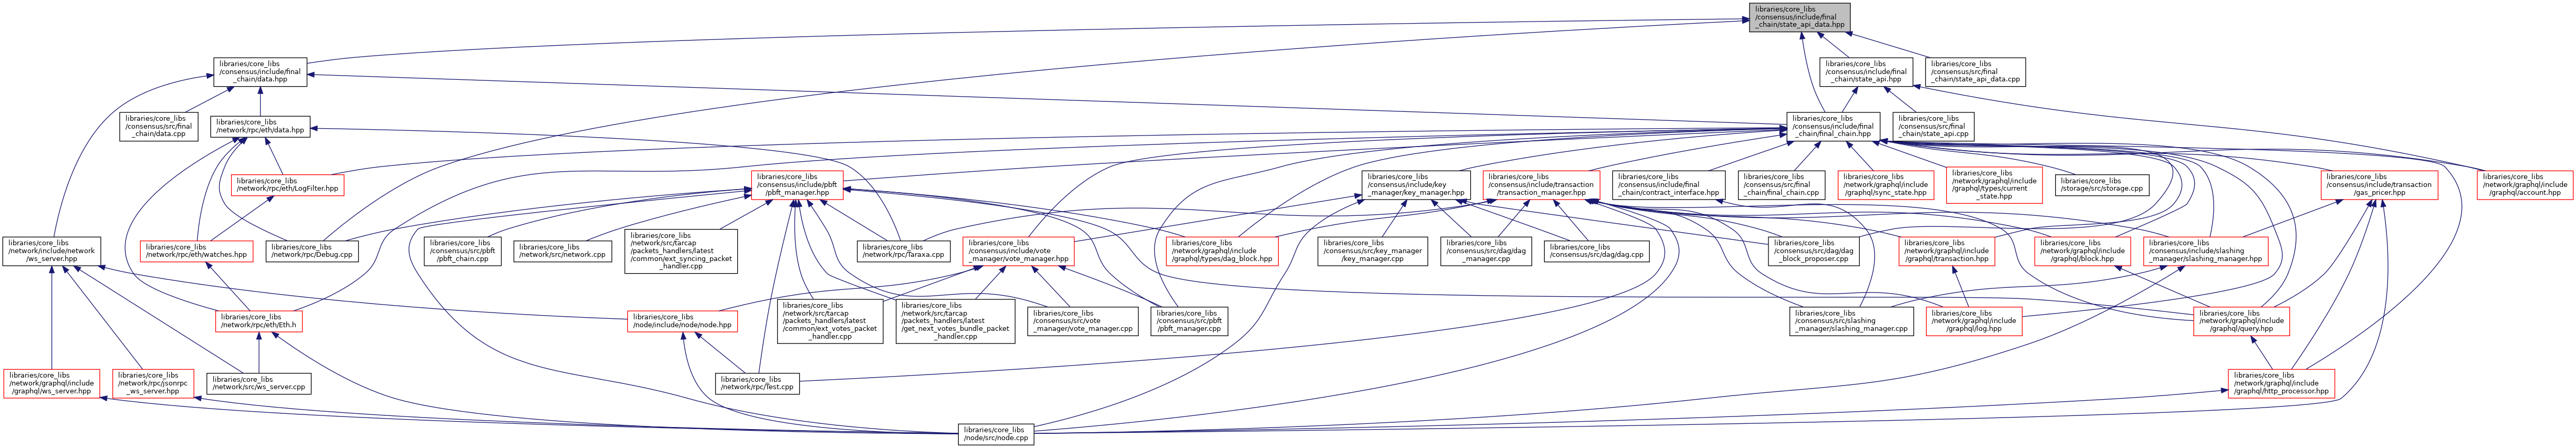 libraries/core_libs
/consensus/include/final
_chain/state_api_data.hpp
libraries/core_libs
/consensus/include/final
_chain/data.hpp
libraries/core_libs
/consensus/include/final
_chain/state_api.hpp
libraries/core_libs
/consensus/src/final
_chain/state_api_data.cpp
libraries/core_libs
/consensus/src/final
_chain/data.cpp
libraries/core_libs
/network/rpc/eth/data.hpp
libraries/core_libs
/consensus/include/final
_chain/final_chain.hpp
libraries/core_libs
/consensus/src/final
_chain/state_api.cpp
libraries/core_libs
/network/rpc/eth/LogFilter.hpp
libraries/core_libs
/consensus/include/pbft
/pbft_manager.hpp
libraries/core_libs
/consensus/include/key
_manager/key_manager.hpp
libraries/core_libs
/consensus/include/transaction
/transaction_manager.hpp
libraries/core_libs
/consensus/include/final
_chain/contract_interface.hpp
libraries/core_libs
/consensus/src/final
_chain/final_chain.cpp
libraries/core_libs
/network/graphql/include
/graphql/sync_state.hpp
libraries/core_libs
/network/graphql/include
/graphql/types/current
_state.hpp
libraries/core_libs
/storage/src/storage.cpp
libraries/core_libs
/consensus/include/transaction
/gas_pricer.hpp
libraries/core_libs
/network/graphql/include
/graphql/account.hpp
libraries/core_libs
/network/include/network
/ws_server.hpp
libraries/core_libs
/network/rpc/eth/watches.hpp
libraries/core_libs
/network/rpc/Debug.cpp
libraries/core_libs
/consensus/src/pbft
/pbft_chain.cpp
libraries/core_libs
/network/src/network.cpp
libraries/core_libs
/network/src/tarcap
/packets_handlers/latest
/common/ext_syncing_packet
_handler.cpp
libraries/core_libs
/network/rpc/Taraxa.cpp
libraries/core_libs
/consensus/include/vote
_manager/vote_manager.hpp
libraries/core_libs
/network/graphql/include
/graphql/types/dag_block.hpp
libraries/core_libs
/consensus/src/key_manager
/key_manager.cpp
libraries/core_libs
/consensus/src/dag/dag
_manager.cpp
libraries/core_libs
/consensus/src/dag/dag.cpp
libraries/core_libs
/consensus/src/dag/dag
_block_proposer.cpp
libraries/core_libs
/network/graphql/include
/graphql/transaction.hpp
libraries/core_libs
/network/graphql/include
/graphql/block.hpp
libraries/core_libs
/consensus/include/slashing
_manager/slashing_manager.hpp
libraries/core_libs
/network/rpc/eth/Eth.h
libraries/core_libs
/node/include/node/node.hpp
libraries/core_libs
/network/src/tarcap
/packets_handlers/latest
/common/ext_votes_packet
_handler.cpp
libraries/core_libs
/network/src/tarcap
/packets_handlers/latest
/get_next_votes_bundle_packet
_handler.cpp
libraries/core_libs
/consensus/src/vote
_manager/vote_manager.cpp
libraries/core_libs
/consensus/src/pbft
/pbft_manager.cpp
libraries/core_libs
/consensus/src/slashing
_manager/slashing_manager.cpp
libraries/core_libs
/network/graphql/include
/graphql/log.hpp
libraries/core_libs
/network/graphql/include
/graphql/query.hpp
libraries/core_libs
/network/graphql/include
/graphql/ws_server.hpp
libraries/core_libs
/network/rpc/jsonrpc
_ws_server.hpp
libraries/core_libs
/network/src/ws_server.cpp
libraries/core_libs
/network/rpc/Test.cpp
libraries/core_libs
/network/graphql/include
/graphql/http_processor.hpp
libraries/core_libs
/node/src/node.cpp